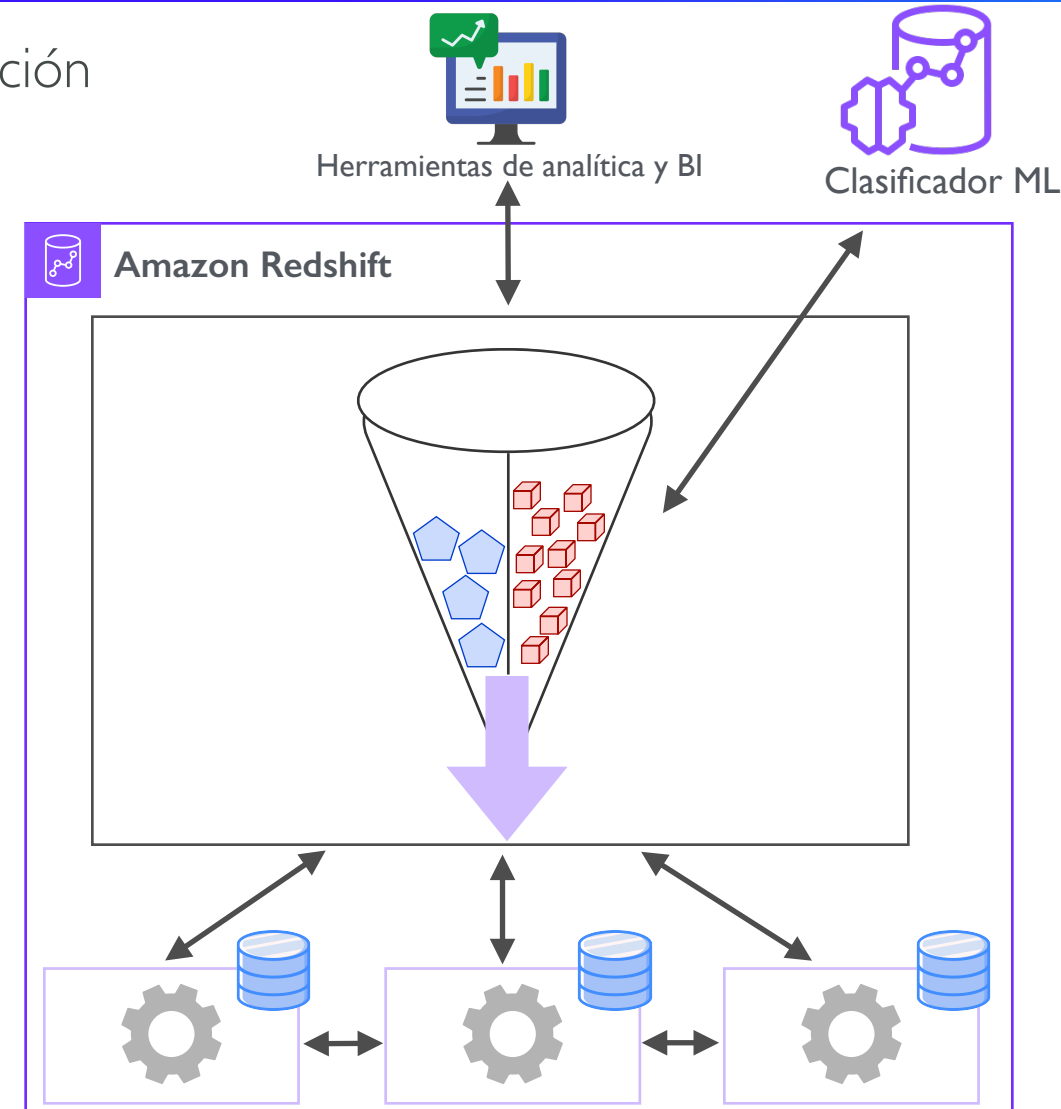 ción
Herramientas de analítica y BI
Clasificador ML
Amazon Redshift